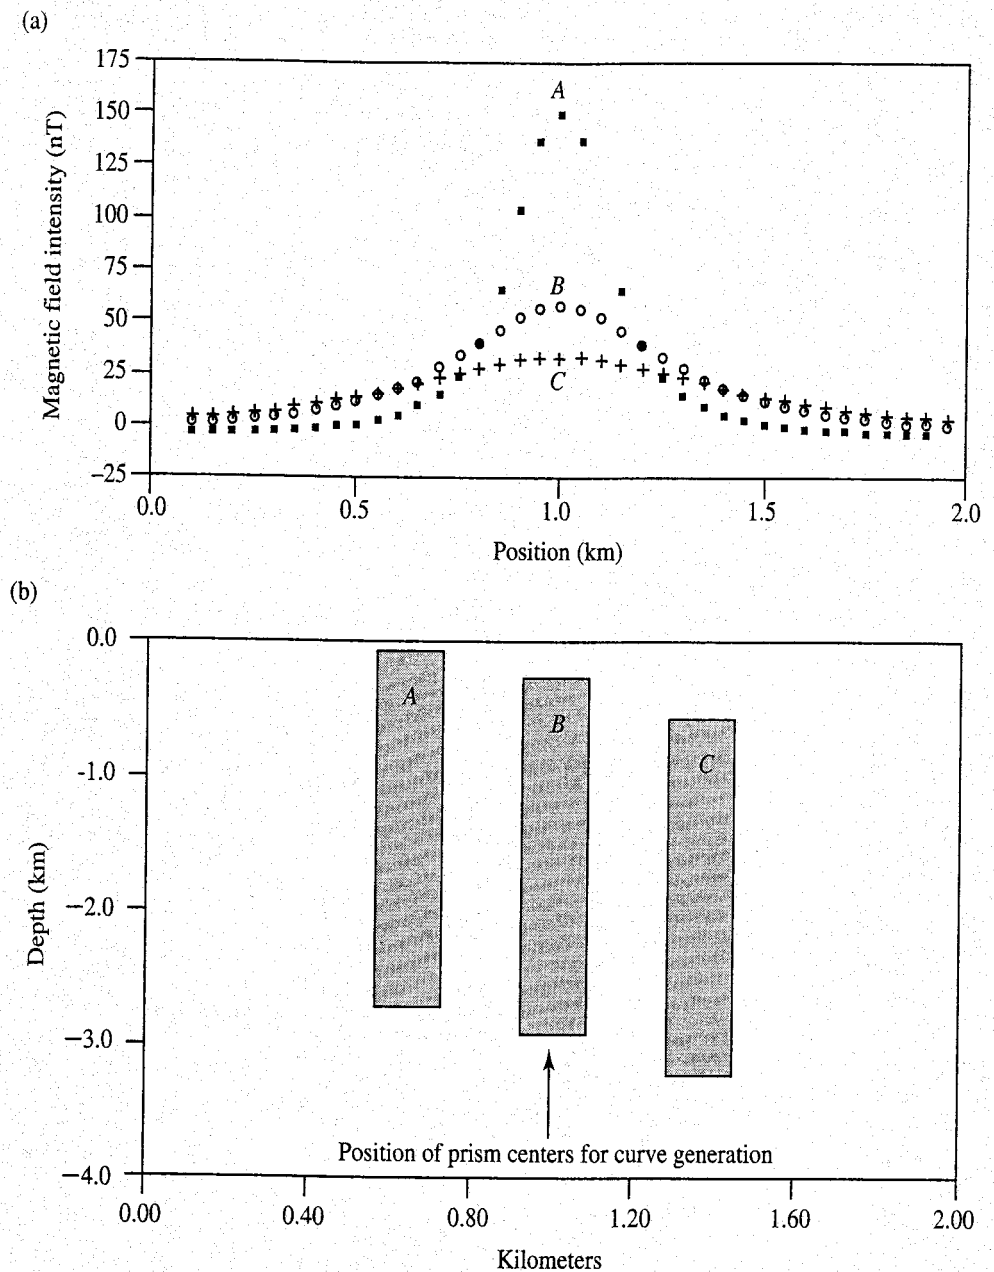 (a)
Magnetic field intensity (nT)
175
150
125
100
75
50
25
0
–25
A
B
C
0.0
0.5
1.0
1.5
2.0
Position (km)
(b)
Depth (km)
0.0
-1.0
−2.0
−3.0
−4.0
A
B
C
Position of prism centers for curve generation
0.00
0.40
0.80
1.20
1.60
2.00
Kilometers